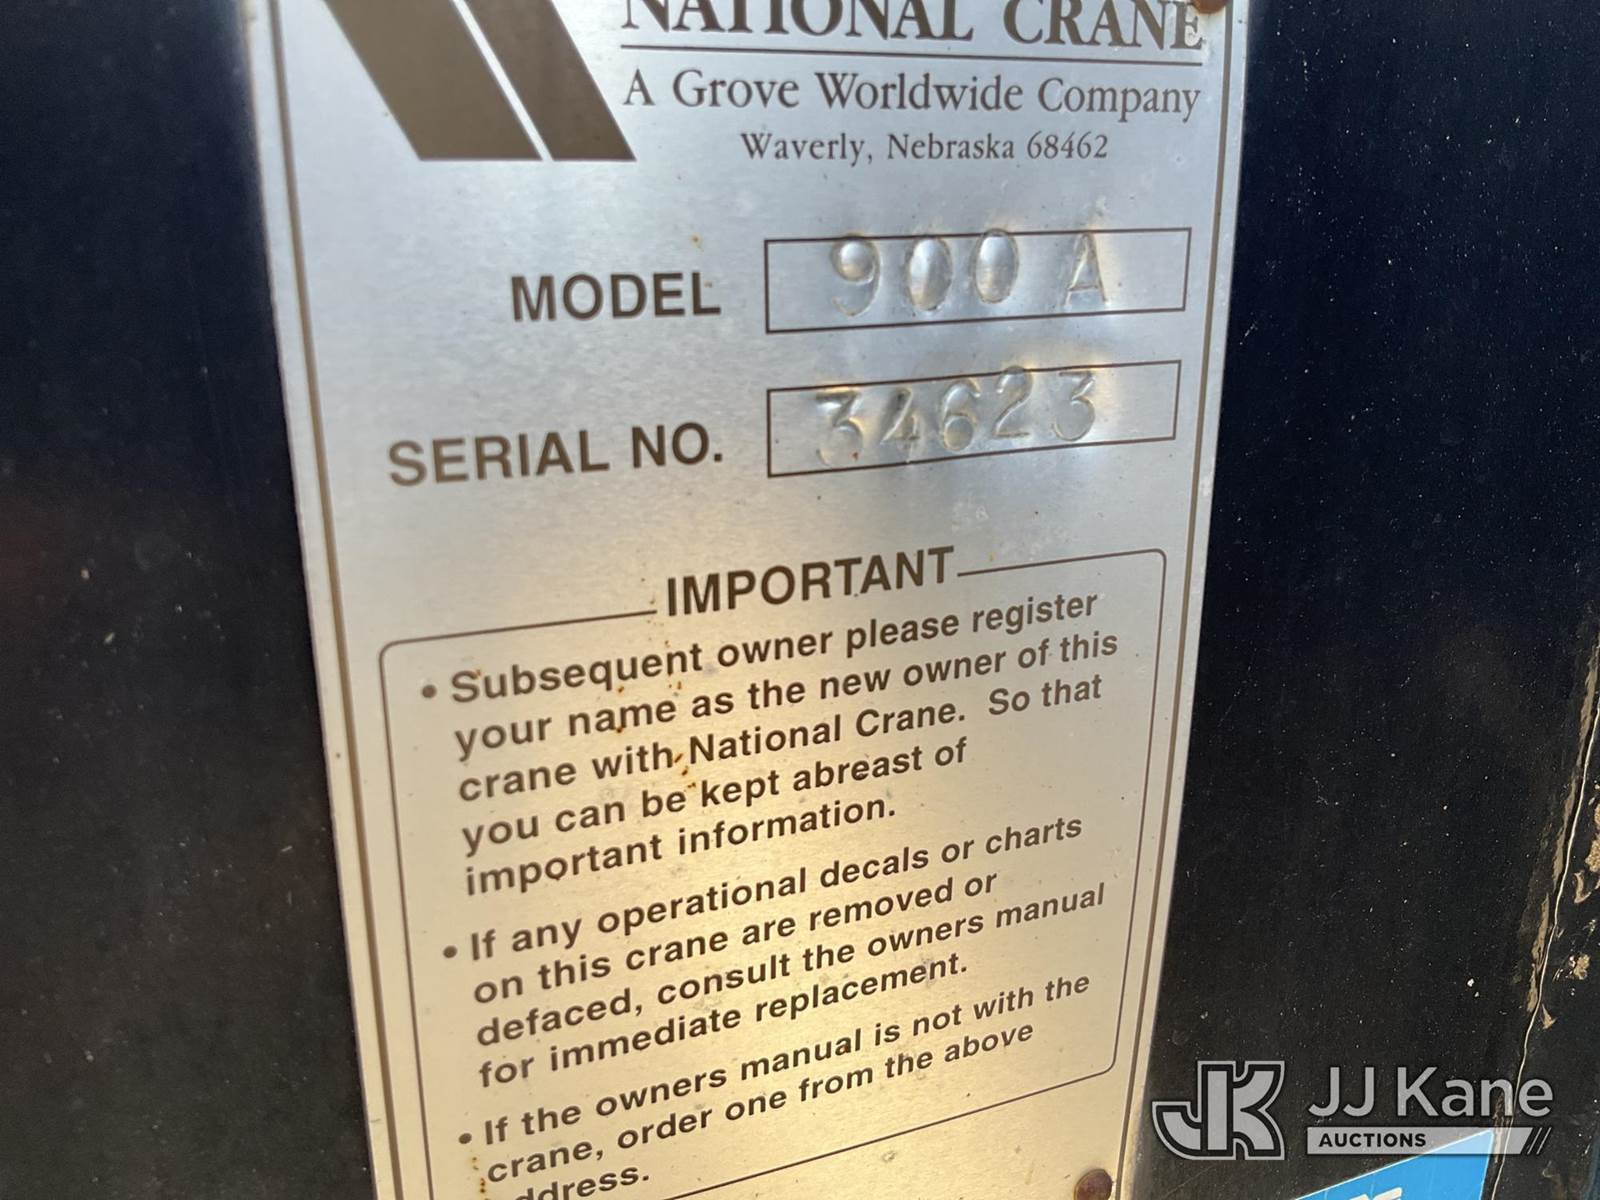 NATIONAL CRANE
A Grove Worldwide Company
Waverly, Nebraska 68462
MODEL 900 A
SERIAL NO. 34623
IMPORTANT
• Subsequent owner please register
your name as the new owner of this
crane with National Crane. So that
you can be kept abreast of
important information.
• If any operational decals or charts
on this crane are removed or
defaced, consult the owners manual
for immediate replacement.
• If the owners manual is not with the
crane, order one from the above
address.
JK JJ Kane
AUCTIONS